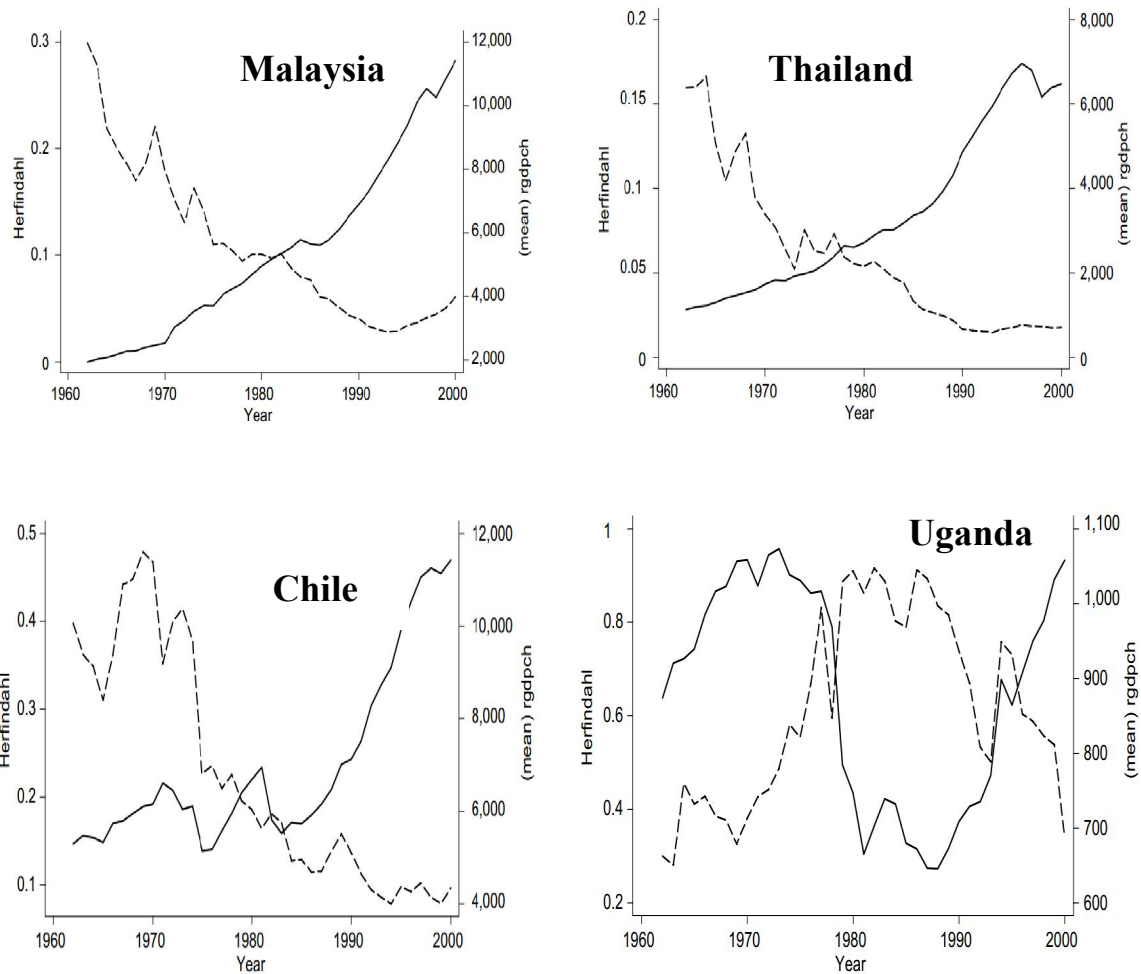 Malaysia
0.3
0.2
0.1
0
Herfindahl
12,000
10,000
8,000
6,000
4,000
2,000
(mean) rgdpch
1960 1970 1980 1990 2000
Year
Thailand
0.2
0.15
0.1
0.05
0
Herfindahl
8,000
6,000
4,000
2,000
0
(mean) rgdpch
1960 1970 1980 1990 2000
Year
Chile
0.5
0.4
0.3
0.2
0.1
Herfindahl
12,000
10,000
8,000
6,000
4,000
(mean) rgdpch
1960 1970 1980 1990 2000
Year
Uganda
1
0.8
0.6
0.4
0.2
Herfindahl
1,100
1,000
900
800
700
600
(mean) rgdpch
1960 1970 1980 1990 2000
Year